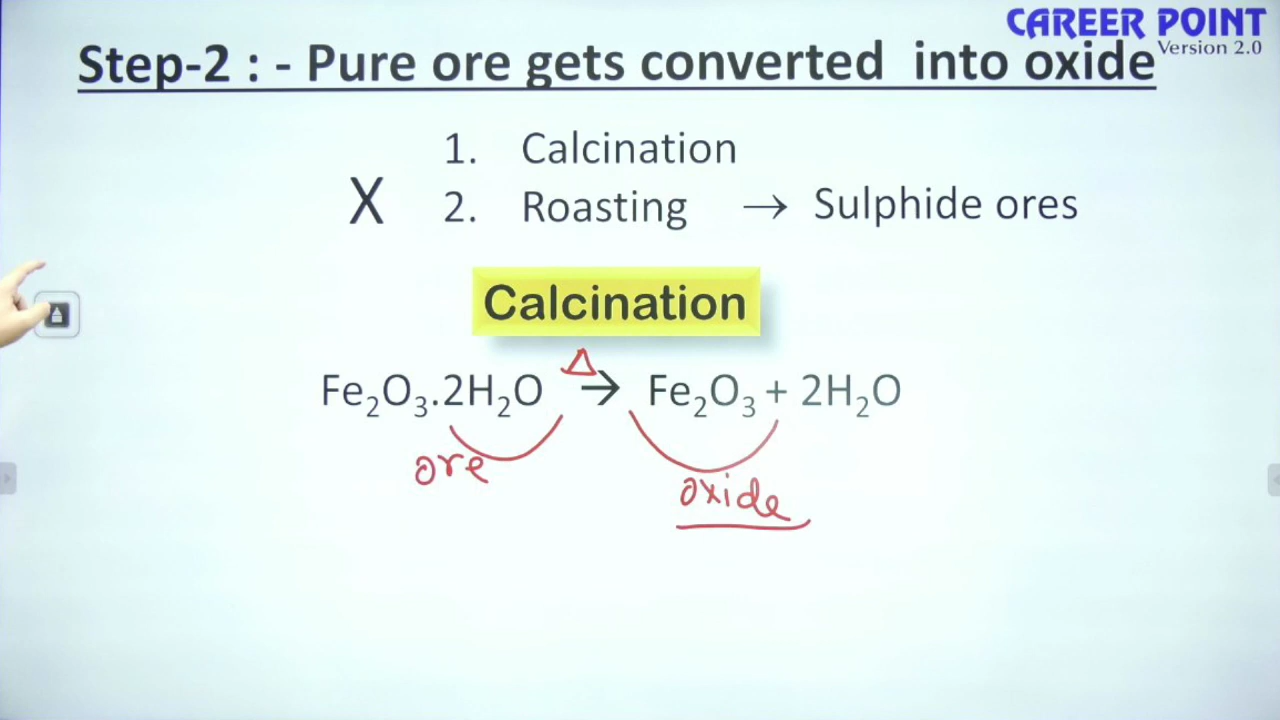 CAREER POINT
Version 2.0
Step-2 : - Pure ore gets converted into oxide
1. Calcination
X 2. Roasting → Sulphide ores
Calcination
Δ
Fe₂O₃.2H₂O → Fe₂O₃ + 2H₂O
ore
oxide